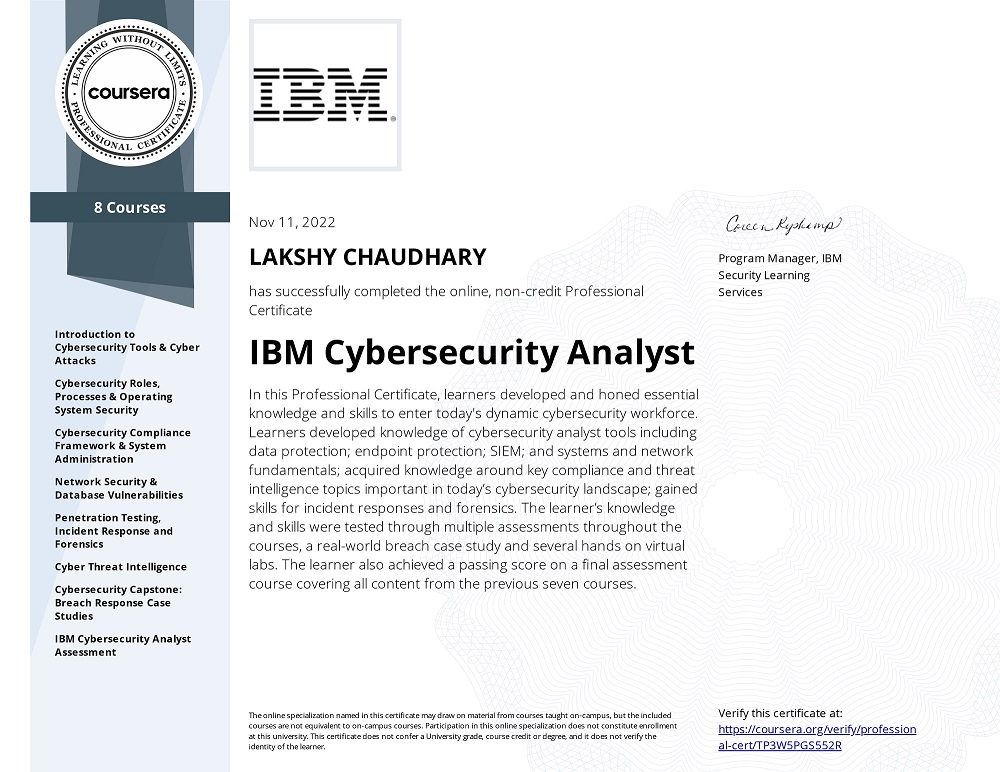 LEARNING WITHOUT LIMITS
coursera
PROFESSIONAL CERTIFICATE
8 Courses
Introduction to
Cybersecurity Tools & Cyber
Attacks
Cybersecurity Roles,
Processes & Operating
System Security
Cybersecurity Compliance
Framework & System
Administration
Network Security &
Database Vulnerabilities
Penetration Testing,
Incident Response and
Forensics
Cyber Threat Intelligence
Cybersecurity Capstone:
Breach Response Case
Studies
IBM Cybersecurity Analyst
Assessment
IBM®
Nov 11, 2022
LAKSHY CHAUDHARY
has successfully completed the online, non-credit Professional
Certificate
IBM Cybersecurity Analyst
In this Professional Certificate, learners developed and honed essential
knowledge and skills to enter today's dynamic cybersecurity workforce.
Learners developed knowledge of cybersecurity analyst tools including
data protection; endpoint protection; SIEM; and systems and network
fundamentals; acquired knowledge around key compliance and threat
intelligence topics important in today’s cybersecurity landscape; gained
skills for incident responses and forensics. The learner’s knowledge
and skills were tested through multiple assessments throughout the
courses, a real-world breach case study and several hands on virtual
labs. The learner also achieved a passing score on a final assessment
course covering all content from the previous seven courses.
The online specialization named in this certificate may draw on material from courses taught on-campus, but the included
courses are not equivalent to on-campus courses. Participation in this online specialization does not constitute enrollment
at this university. This certificate does not confer a University grade, course credit or degree, and it does not verify the
identity of the learner.
Program Manager, IBM
Security Learning
Services
Verify this certificate at:
https://coursera.org/verify/profession
al-cert/TP3W5PGS552R